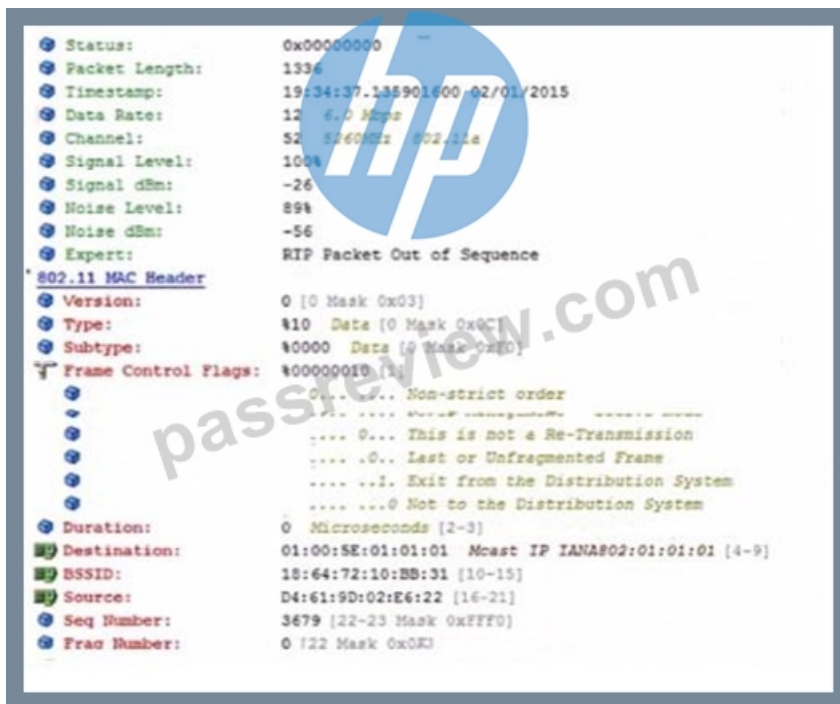 Status: 0x00000000
Packet Length: 1336
Timestamp: 19:34:37.135901600 02/01/2015
Data Rate: 12 6.0 Mbps
Channel: 52 5260MHz 802.11a
Signal Level: 100%
Signal dBm: -26
Noise Level: 89%
Noise dBm: -56
Expert: RTP Packet Out of Sequence
802.11 MAC Header
Version: 0 [0 Mask 0x03]
Type: %10 Data [0 Mask 0x0C]
Subtype: %0000 Data [0 Mask 0xF0]
Frame Control Flags: %00000010 [1]
0... .... Non-strict order
.... 0... This is not a Re-Transmission
.... .0.. Last or Unfragmented Frame
.... ..1. Exit from the Distribution System
.... ...0 Not to the Distribution System
Duration: 0 Microseconds [2-3]
Destination: 01:00:5E:01:01:01 Mcast IP IANA802:01:01:01 [4-9]
BSSID: 18:64:72:10:BB:31 [10-15]
Source: D4:61:9D:02:E6:22 [16-21]
Seq Number: 3679 [22-23 Mask 0xFFF0]
Frag Number: 0 [22 Mask
hp
passreview.com